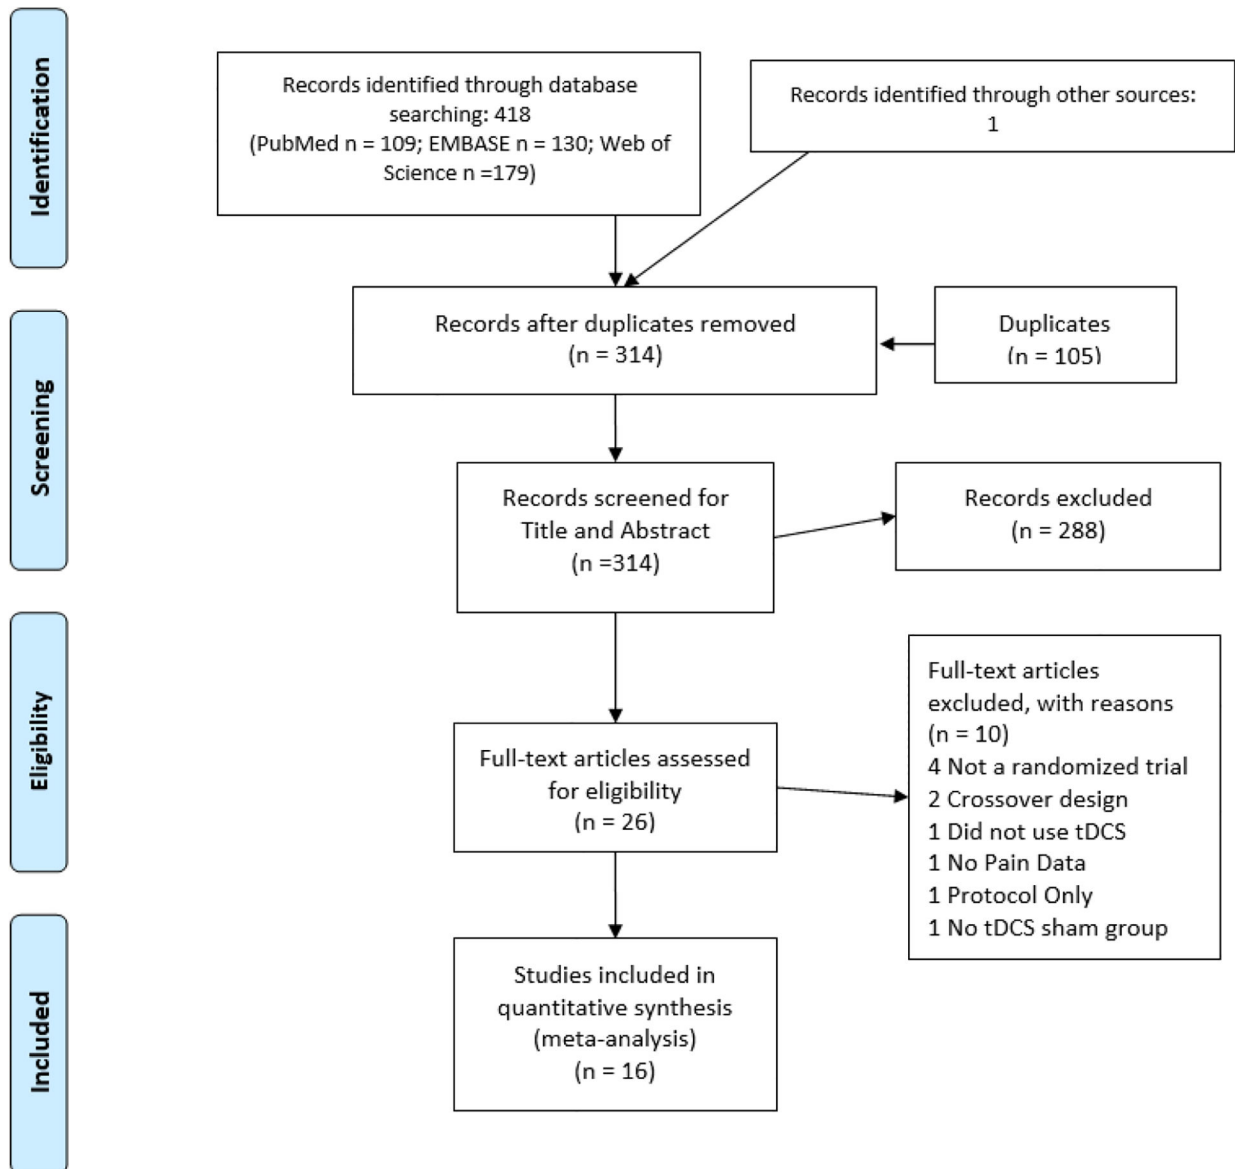 Identification
Records identified through database
searching: 418
(PubMed n = 109; EMBASE n = 130; Web of
Science n =179)
Records identified through other sources:
1
Screening
Records after duplicates removed
(n = 314)
Duplicates
(n = 105)
Records screened for
Title and Abstract
(n =314)
Records excluded
(n = 288)
Eligibility
Full-text articles assessed
for eligibility
(n = 26)
Full-text articles
excluded, with reasons
(n = 10)
4 Not a randomized trial
2 Crossover design
1 Did not use tDCS
1 No Pain Data
1 Protocol Only
1 No tDCS sham group
Included
Studies included in
quantitative synthesis
(meta-analysis)
(n = 16)